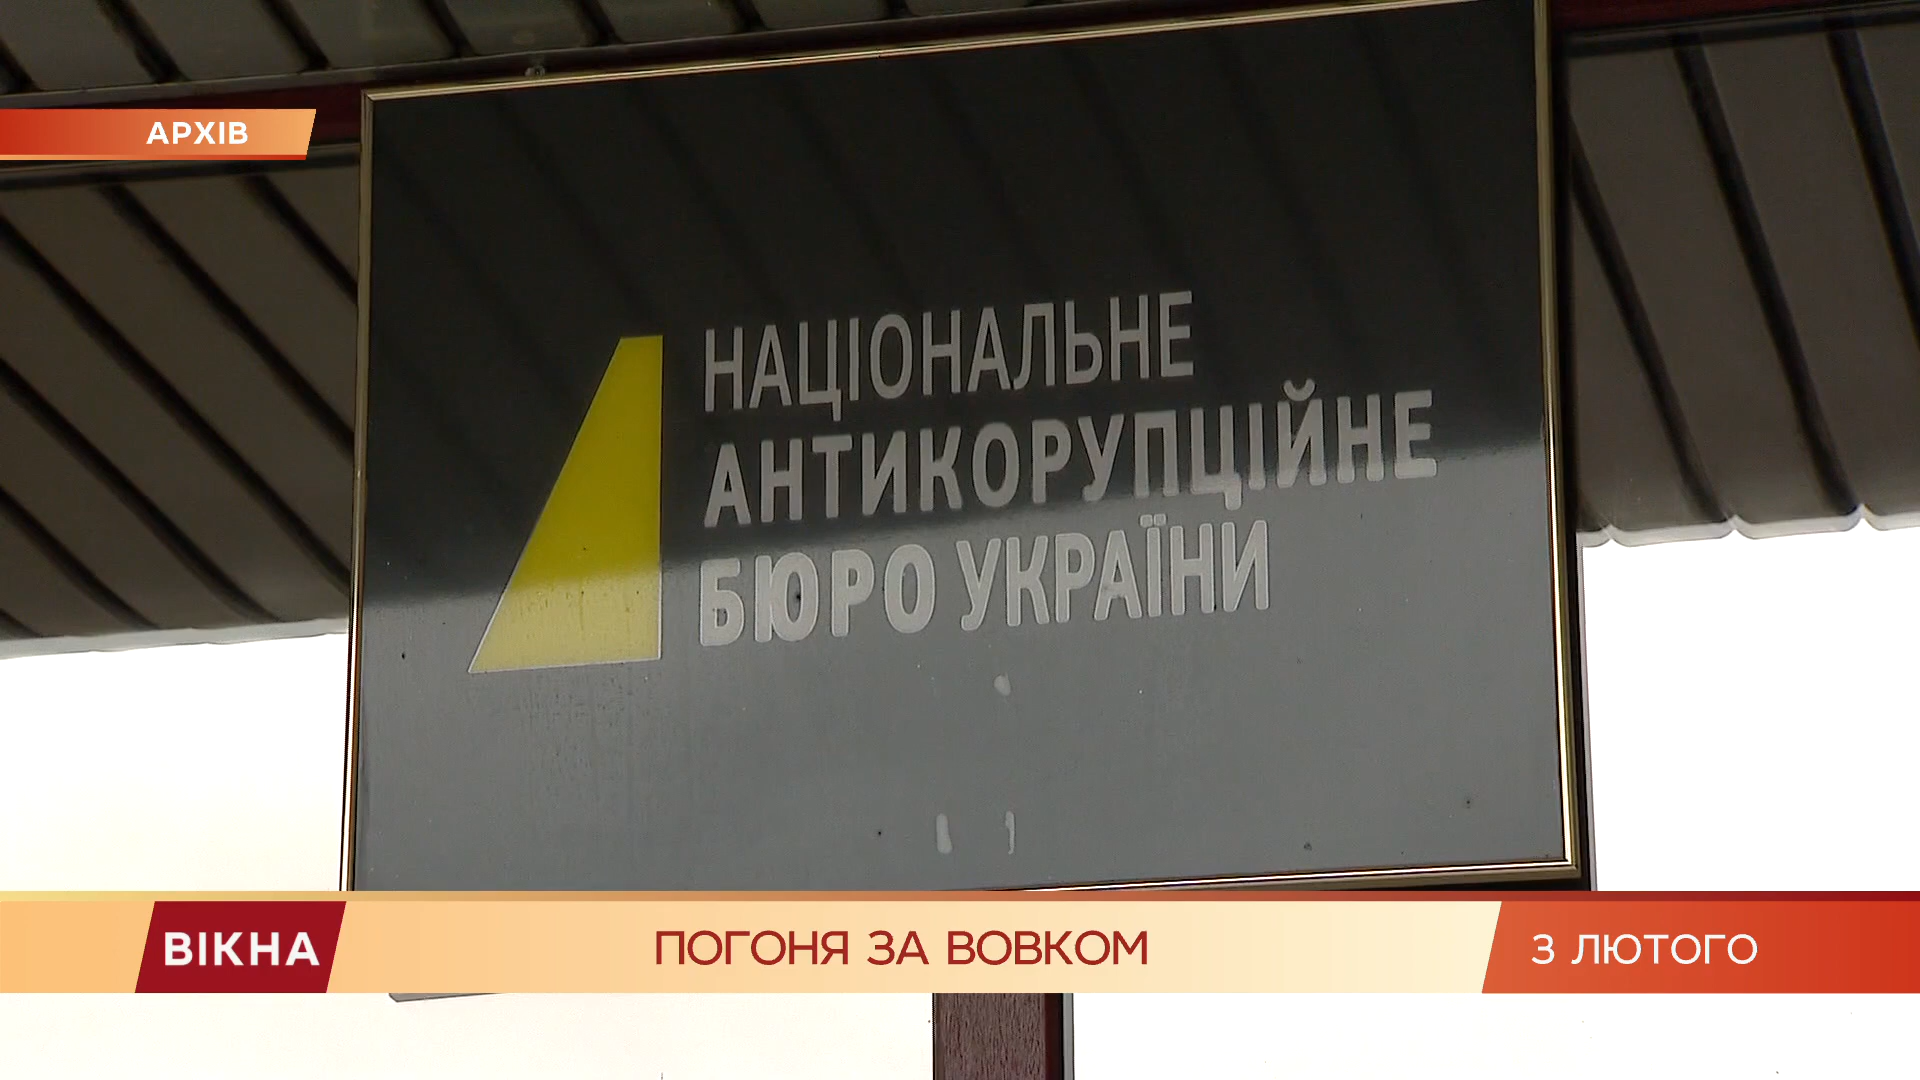 АРХІВ
НАЦІОНАЛЬНЕ
АНТИКОРУПЦІЙНЕ
БЮРО УКРАЇНИ
ВІКНА
ПОГОНЯ ЗА ВОВКОМ
3 ЛЮТОГО